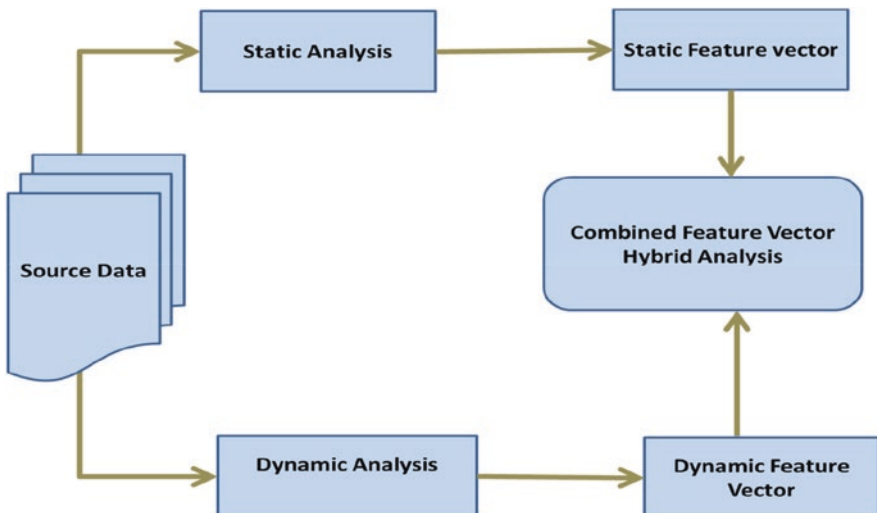 Static Analysis
Static Feature vector
Source Data
Combined Feature Vector
Hybrid Analysis
Dynamic Analysis
Dynamic Feature
Vector